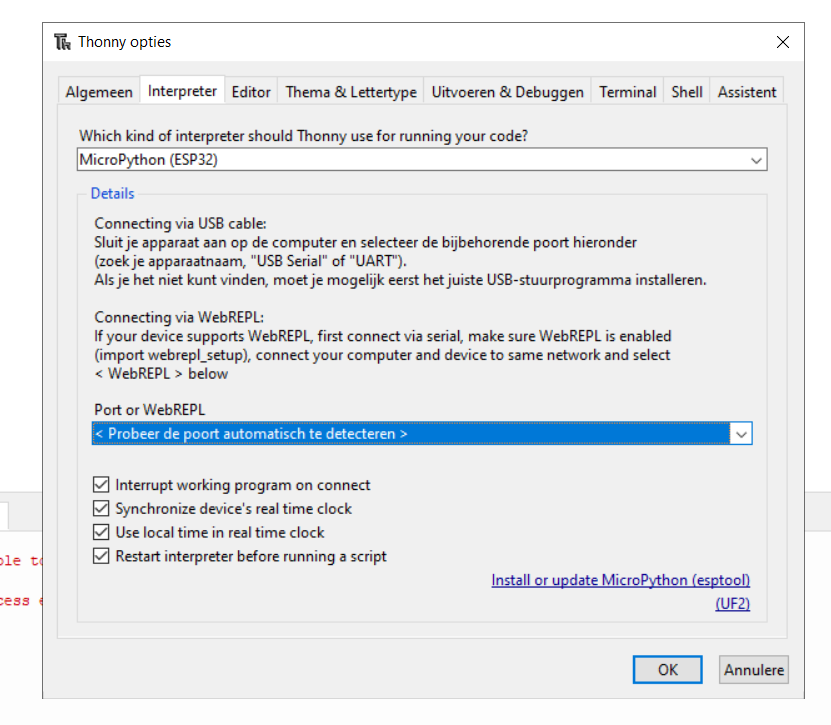 Thonny opties
Algemeen Interpreter Editor Thema & Lettertype Uitvoeren & Debuggen Terminal Shell Assistent
Which kind of interpreter should Thonny use for running your code?
MicroPython (ESP32)
Details
Connecting via USB cable:
Sluit je apparaat aan op de computer en selecteer de bijbehorende poort hieronder
(zoek je apparaatnaam, "USB Serial" of "UART").
Als je het niet kunt vinden, moet je mogelijk eerst het juiste USB-stuurprogramma installeren.
Connecting via WebREPL:
If your device supports WebREPL, first connect via serial, make sure WebREPL is enabled
(import webrepl_setup), connect your computer and device to same network and select
< WebREPL > below
Port or WebREPL
< Probeer de poort automatisch te detecteren >
Interrupt working program on connect
Synchronize device's real time clock
Use local time in real time clock
Restart interpreter before running a script
Install or update MicroPython (esptool)
(UF2)
OK Annulere